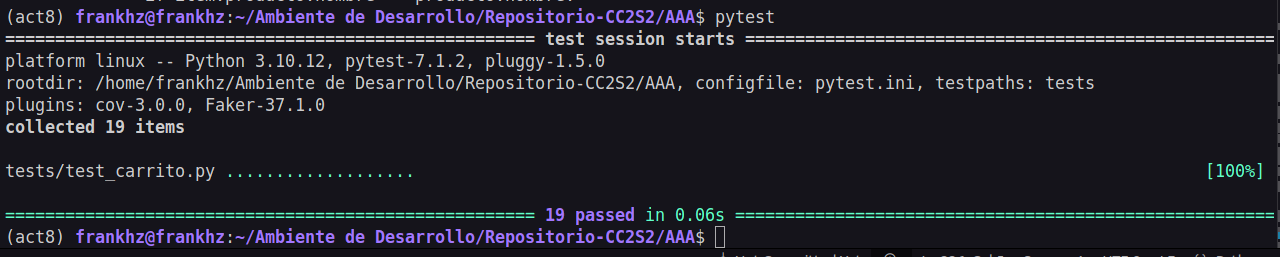 (act8) frankhz@frankhz:~/Ambiente de Desarrollo/Repositorio-CC2S2/AAA$ pytest
===================================================== test session starts ======================================================
platform linux -- Python 3.10.12, pytest-7.1.2, pluggy-1.5.0
rootdir: /home/frankhz/Ambiente de Desarrollo/Repositorio-CC2S2/AAA, configfile: pytest.ini, testpaths: tests
plugins: cov-3.0.0, Faker-37.1.0
collected 19 items
tests/test_carrito.py ................... [100%]
===================================================== 19 passed in 0.06s ======================================================
(act8) frankhz@frankhz:~/Ambiente de Desarrollo/Repositorio-CC2S2/AAA$